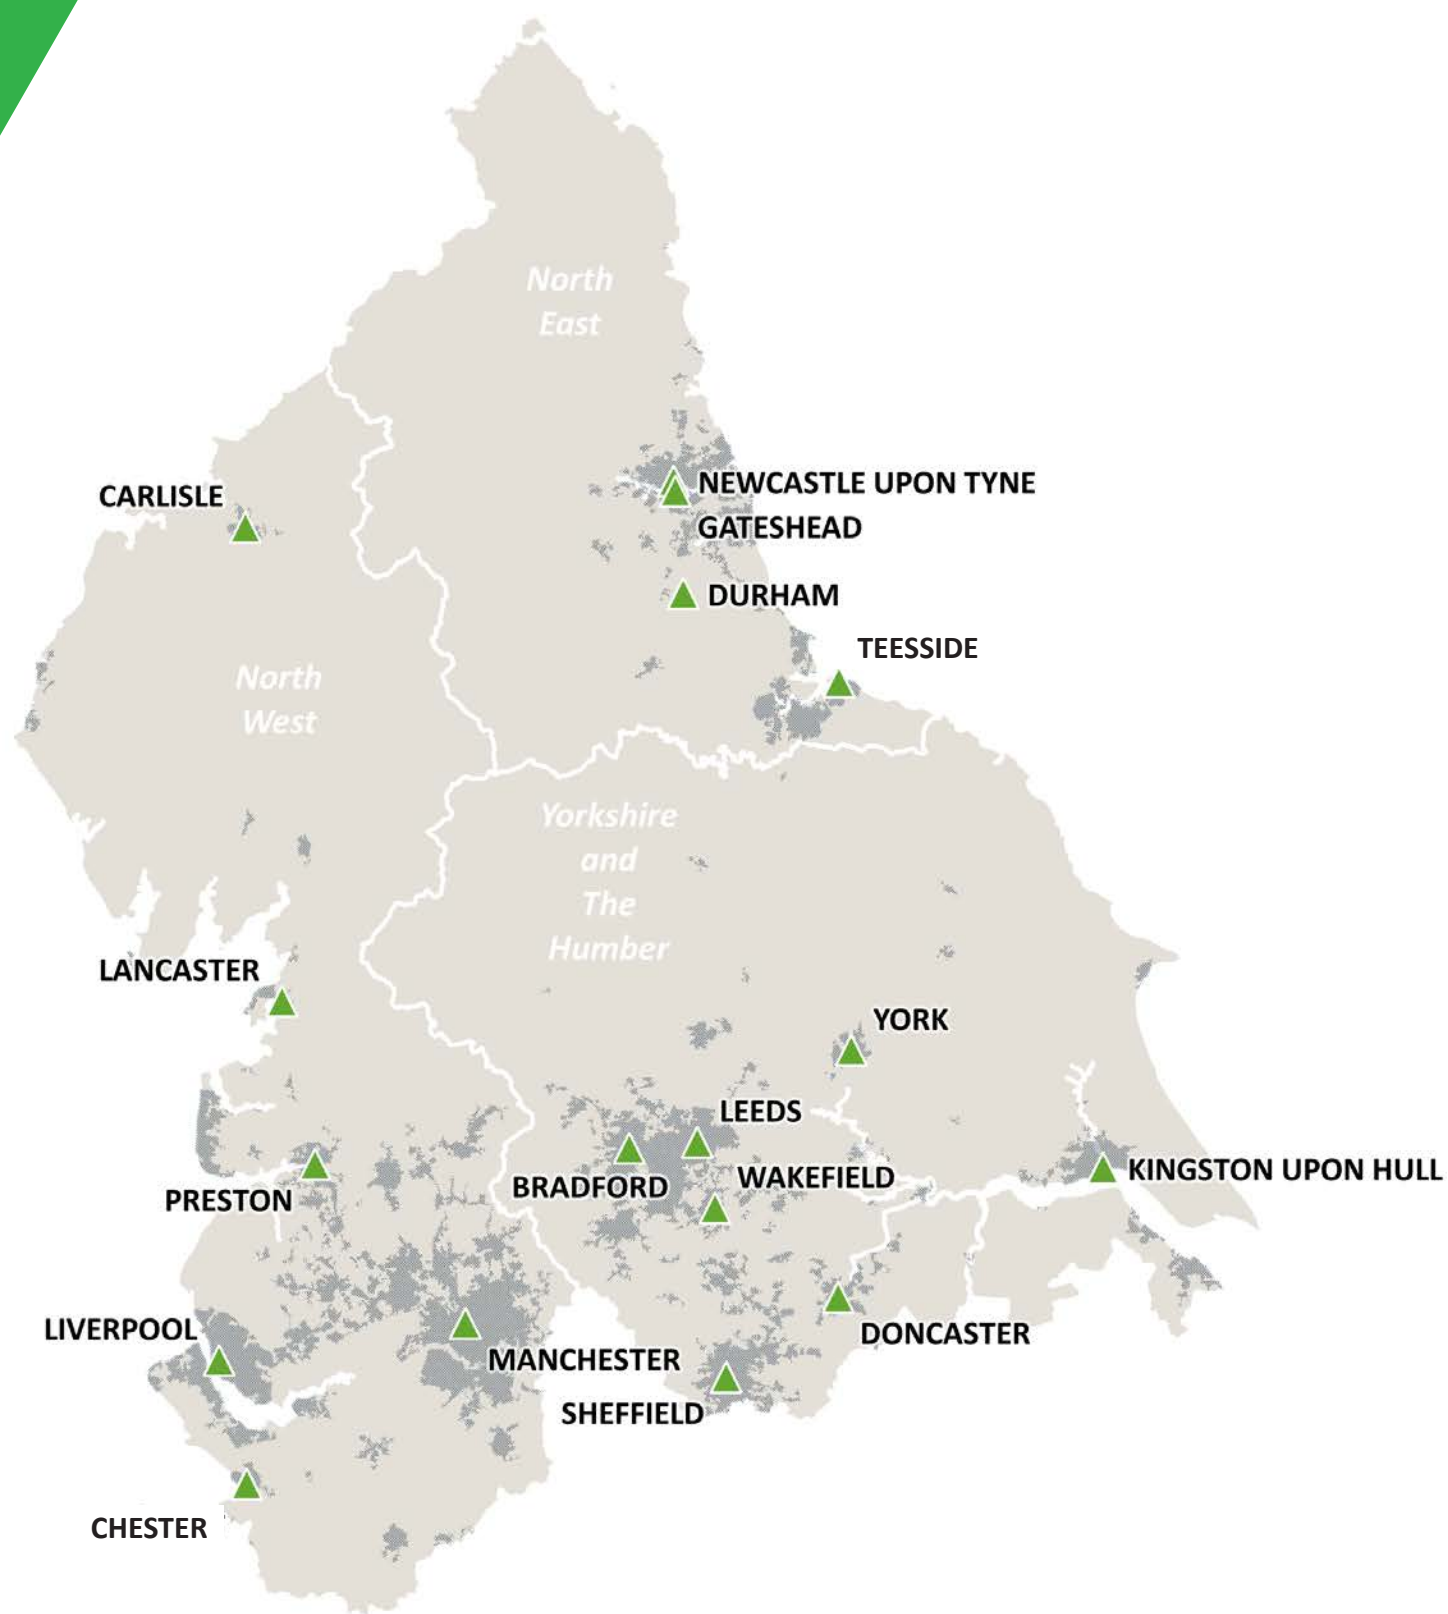 North
East
CARLISLE
NEWCASTLE UPON TYNE
GATESHEAD
DURHAM
TEESSIDE
North
West
Yorkshire
and
The
Humber
LANCASTER
YORK
LEEDS
WAKEFIELD
BRADFORD
KINGSTON UPON HULL
PRESTON
LIVERPOOL
MANCHESTER
DONCASTER
SHEFFIELD
CHESTER